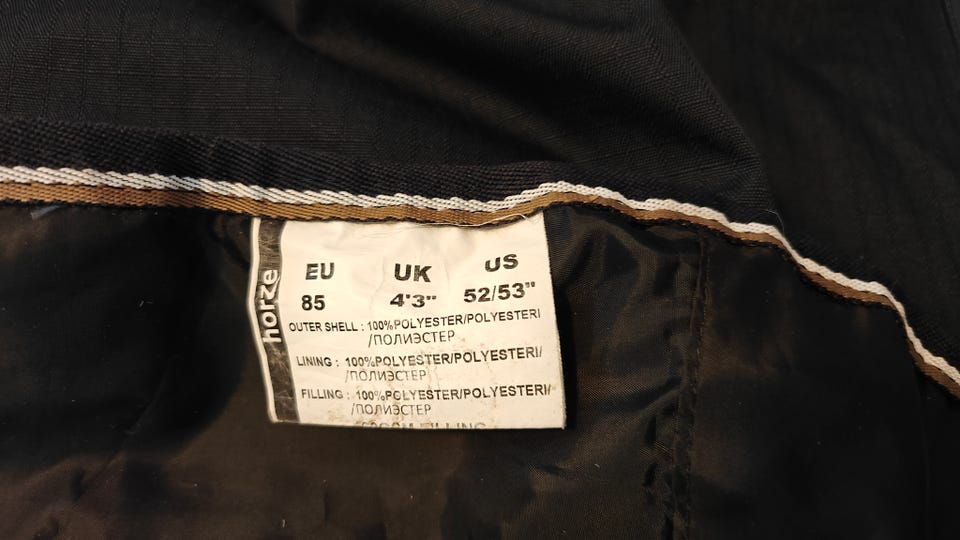 horze
EU UK US
85 4'3" 52/53"
OUTER SHELL : 100%POLYESTER/POLYESTERI
/ПОЛИЭСТЕР
LINING : 100%POLYESTER/POLYESTERI/
/ПОЛИЭСТЕР
FILLING : 100%POLYESTER/POLYESTERI/
/ПОЛИЭСТЕР
FILLING